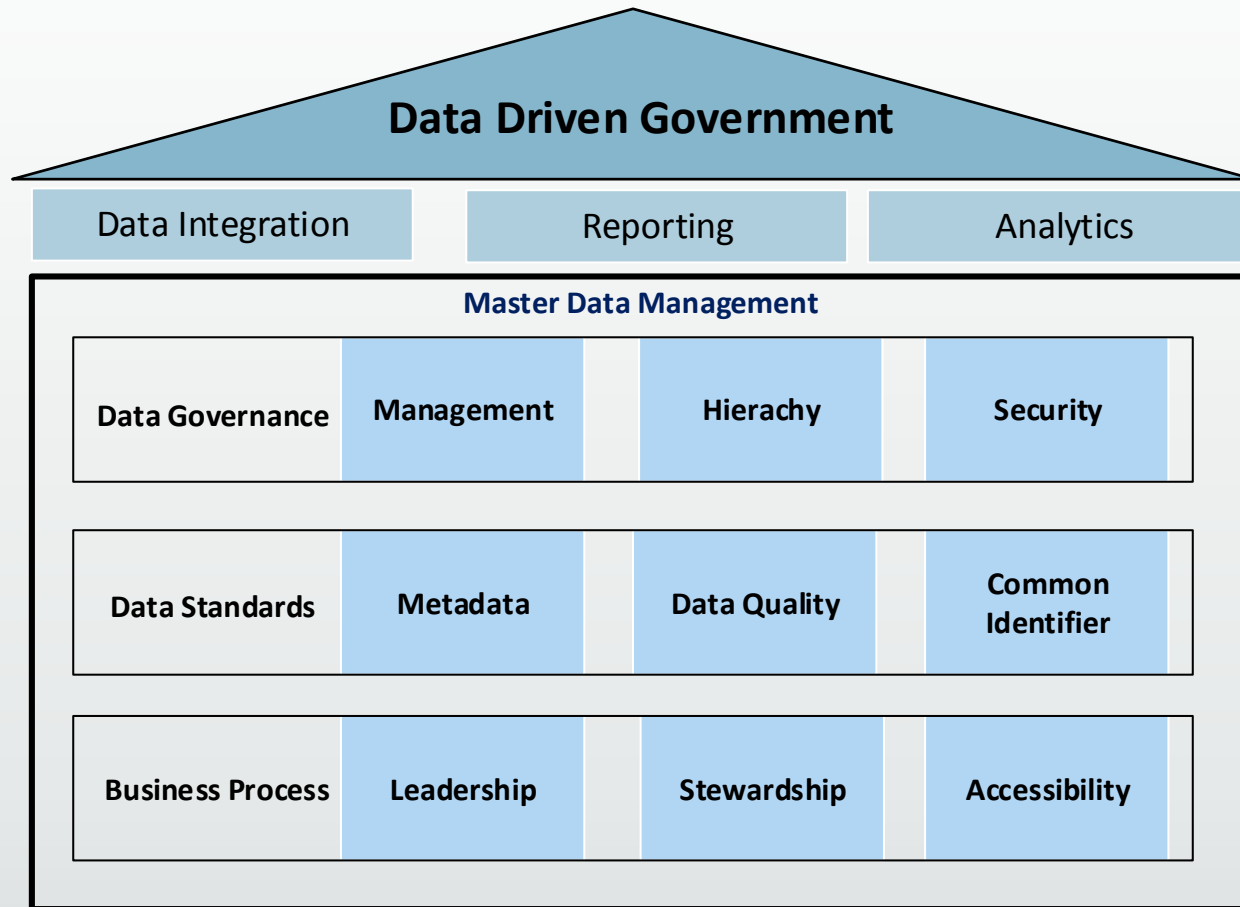 Data Driven Government
Data Integration
Reporting
Analytics
Master Data Management
Data Governance
Management
Hierachy
Security
Data Standards
Metadata
Data Quality
Common
Identifier
Business Process
Leadership
Stewardship
Accessibility